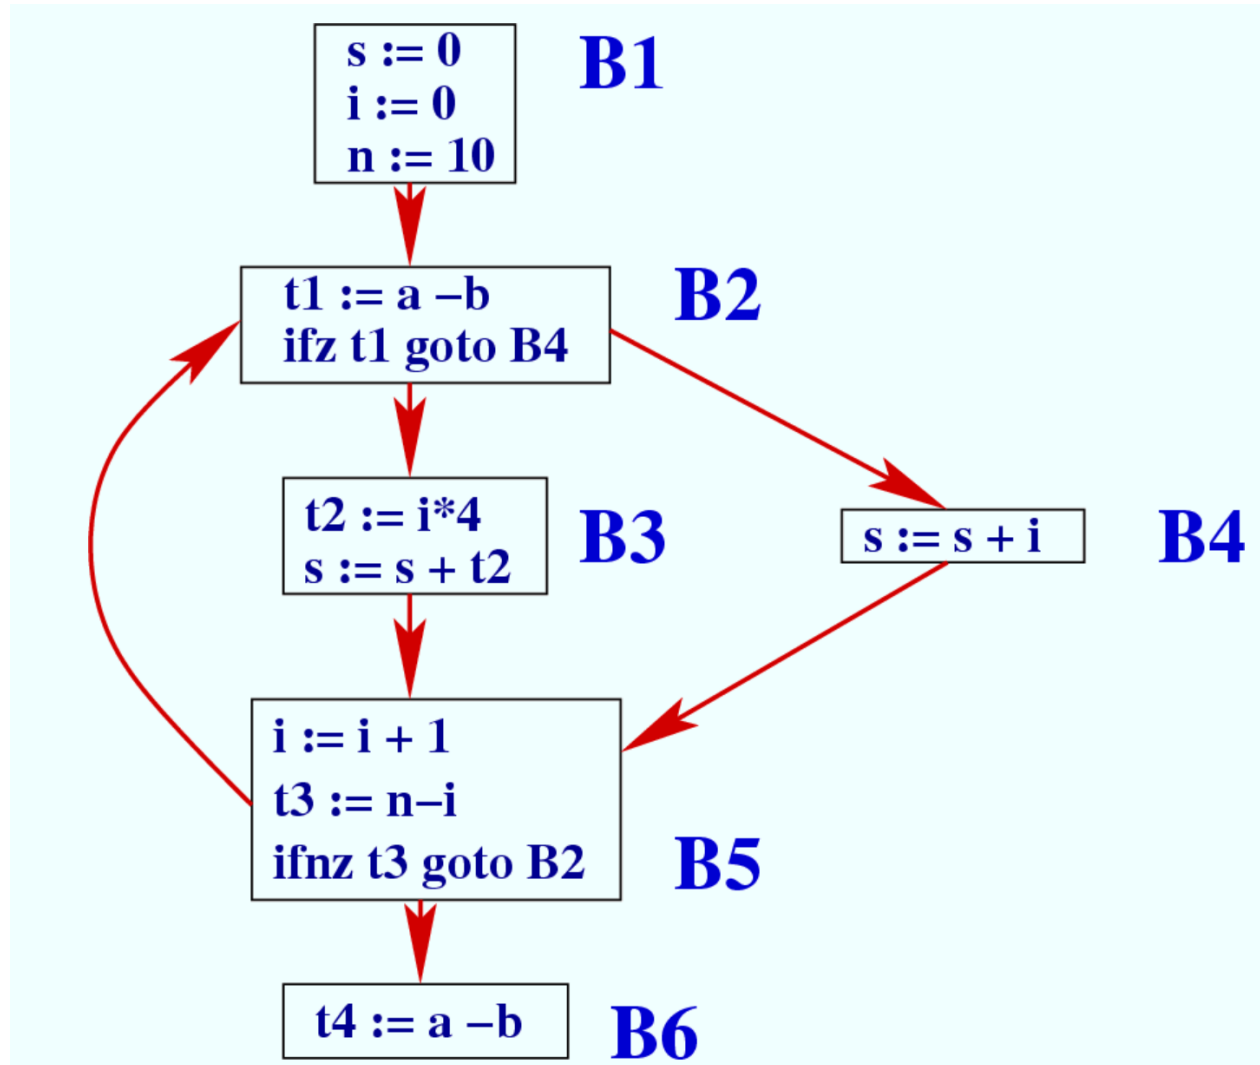 s := 0
i := 0
n := 10
B1
t1 := a −b
ifz t1 goto B4
B2
t2 := i*4
s := s + t2
B3
s := s + i
B4
i := i + 1
t3 := n−i
ifnz t3 goto B2
B5
t4 := a −b
B6